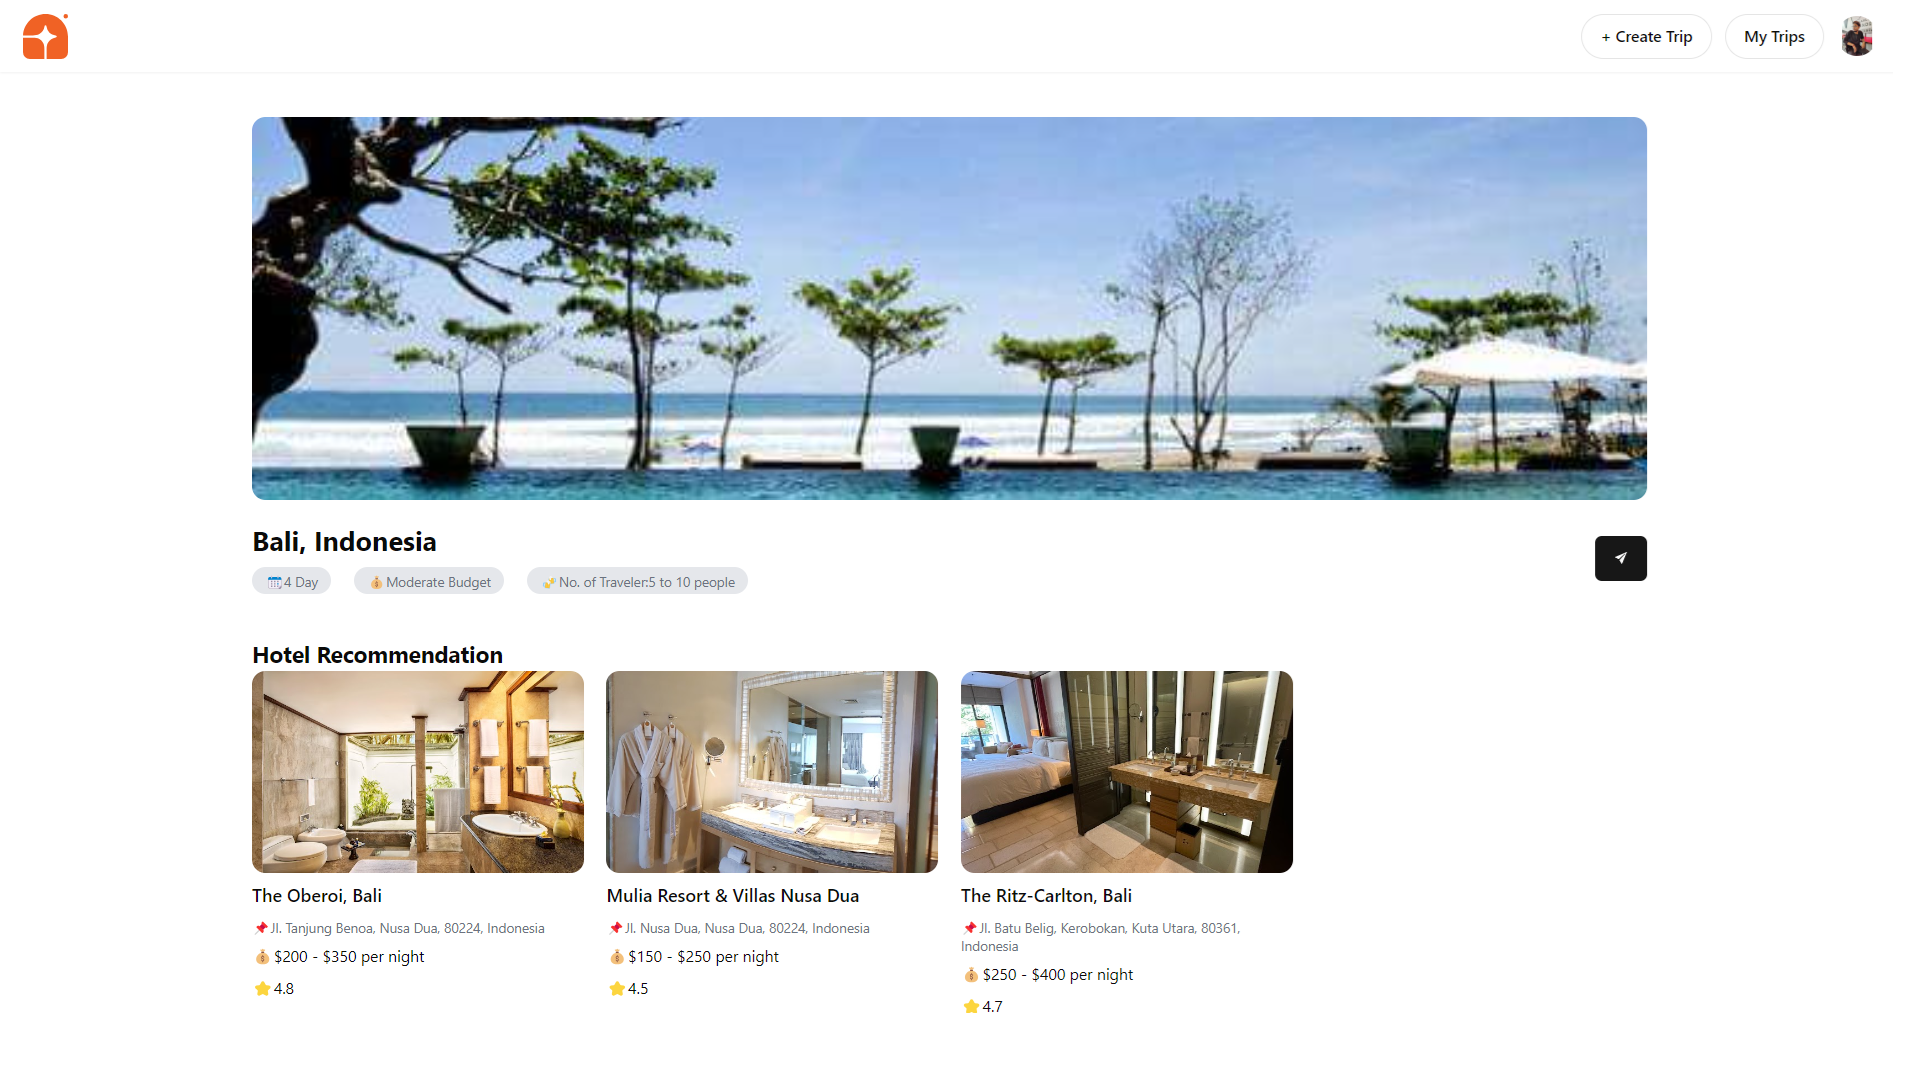 + Create Trip
My Trips
Bali, Indonesia
📅4 Day
💰Moderate Budget
🥂No. of Traveler:5 to 10 people
Hotel Recommendation
The Oberoi, Bali
📌Jl. Tanjung Benoa, Nusa Dua, 80224, Indonesia
💰$200 - $350 per night
⭐4.8
Mulia Resort & Villas Nusa Dua
📌Jl. Nusa Dua, Nusa Dua, 80224, Indonesia
💰$150 - $250 per night
⭐4.5
The Ritz-Carlton, Bali
📌Jl. Batu Belig, Kerobokan, Kuta Utara, 80361,
Indonesia
💰$250 - $400 per night
⭐4.7